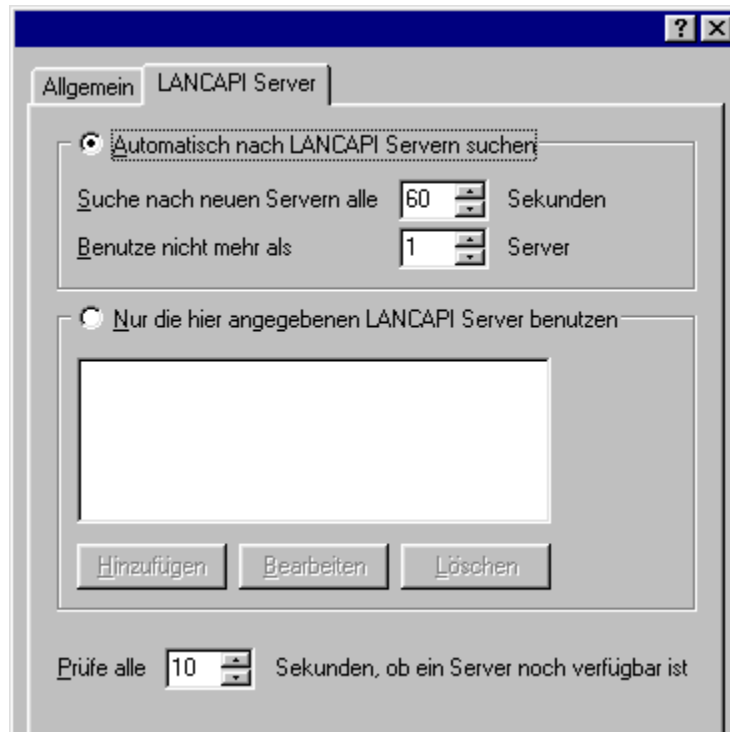 Allgemein LANCAPI Server
Automatisch nach LANCAPI Servern suchen
Suche nach neuen Servern alle 60 Sekunden
Benutze nicht mehr als 1 Server
Nur die hier angegebenen LANCAPI Server benutzen
Hinzufügen Bearbeiten Löschen
Prüfe alle 10 Sekunden, ob ein Server noch verfügbar ist